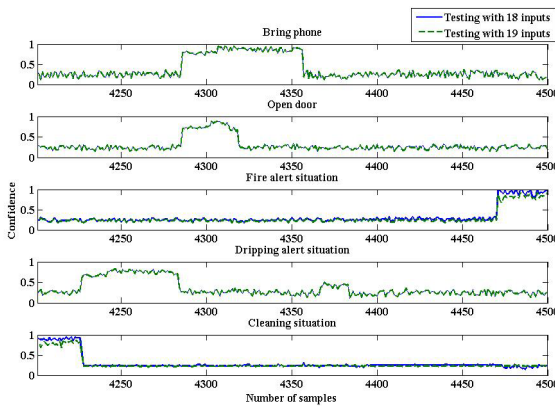 Testing with 18 inputs
Testing with 19 inputs
Bring phone
1
0.5
0
4250 4300 4350 4400 4450 4500
Open door
1
0.5
0
4250 4300 4350 4400 4450 4500
Fire alert situation
1
0.5
0
4250 4300 4350 4400 4450 4500
Dripping alert situation
1
0.5
0
4250 4300 4350 4400 4450 4500
Cleaning situation
1
0.5
0
4250 4300 4350 4400 4450 4500
Number of samples
Confidence